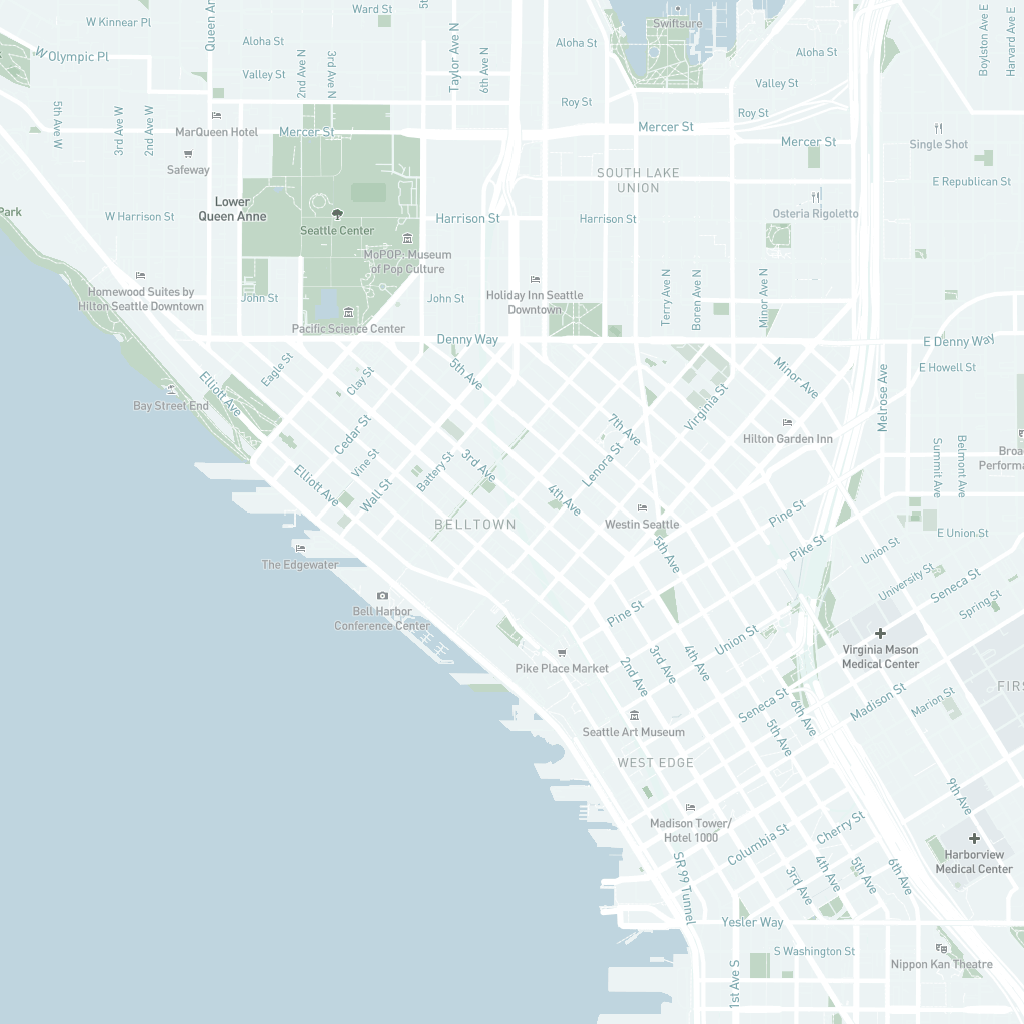 Ward St
W Kinnear Pl
Queen Ann
5th
Taylor Ave N
6th Ave N
Swiftsure
Boylston Ave E
Harvard Ave E
Aloha St
Aloha St
Aloha St
W Olympic Pl
Valley St
2nd Ave N
3rd Ave N
Valley St
Roy St
Roy St
5th Ave W
3rd Ave W
2nd Ave W
MarQueen Hotel
Mercer St
Mercer St
Mercer St
Single Shot
Safeway
SOUTH LAKE
UNION
E Republican St
Lower
Queen Anne
Park
W Harrison St
Seattle Center
Harrison St
Harrison St
Osteria Rigoletto
MoPOP, Museum
of Pop Culture
Homewood Suites by
Hilton Seattle Downtown
John St
John St
Holiday Inn Seattle
Downtown
Terry Ave N
Boren Ave N
Minor Ave N
Pacific Science Center
Denny Way
E Denny Way
Eagle St
Clay St
5th Ave
Minor Ave
E Howell St
Elliott Ave
Bay Street End
Virginia St
Melrose Ave
Cedar St
7th Ave
Hilton Garden Inn
Summit Ave
Belmont Ave
Broa
Performa
Vine St
Battery St
3rd Ave
Lenora St
Elliott Ave
Wall St
4th Ave
BELLTOWN
Westin Seattle
Pine St
Pike St
E Union St
5th Ave
The Edgewater
Union St
University St
Seneca St
Spring St
Bell Harbor
Conference Center
Pine St
Union St
Virginia Mason
Medical Center
Pike Place Market
2nd Ave
3rd Ave
4th Ave
FIRS
Seneca St
Madison St
Marion St
Seattle Art Museum
5th Ave
6th Ave
WEST EDGE
9th Ave
Madison Tower/
Hotel 1000
Columbia St
Cherry St
Harborview
Medical Center
SR 99 Tunnel
3rd Ave
4th Ave
5th Ave
6th Ave
Yesler Way
S Washington St
1st Ave S
Nippon Kan Theatre